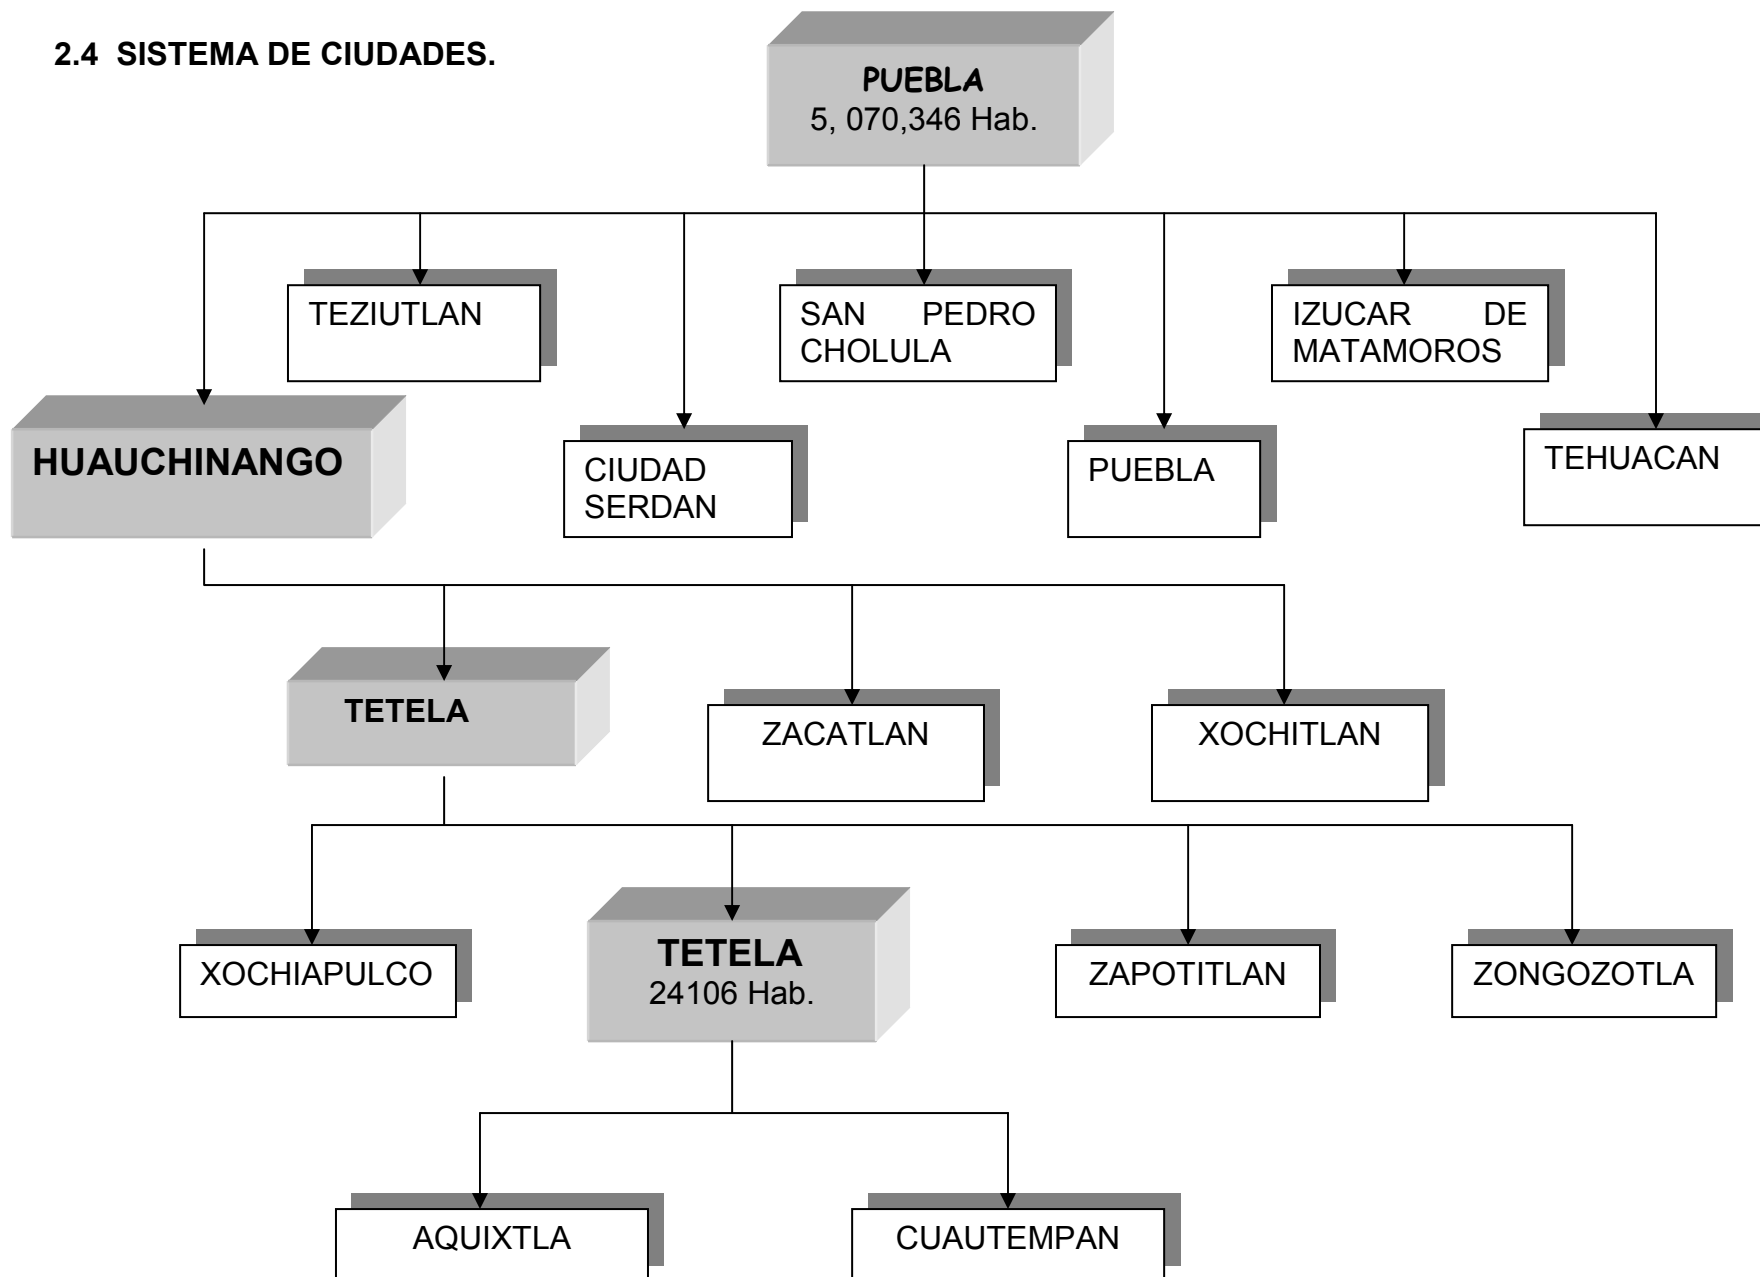 2.4 SISTEMA DE CIUDADES.
PUEBLA
5, 070,346 Hab.
TEZIUTLAN
SAN PEDRO
CHOLULA
IZUCAR DE
MATAMOROS
HUAUCHINANGO
CIUDAD
SERDAN
PUEBLA
TEHUACAN
TETELA
ZACATLAN
XOCHITLAN
XOCHIAPULCO
TETELA
24106 Hab.
ZAPOTITLAN
ZONGOZOTLA
AQUIXTLA
CUAUTEMPAN